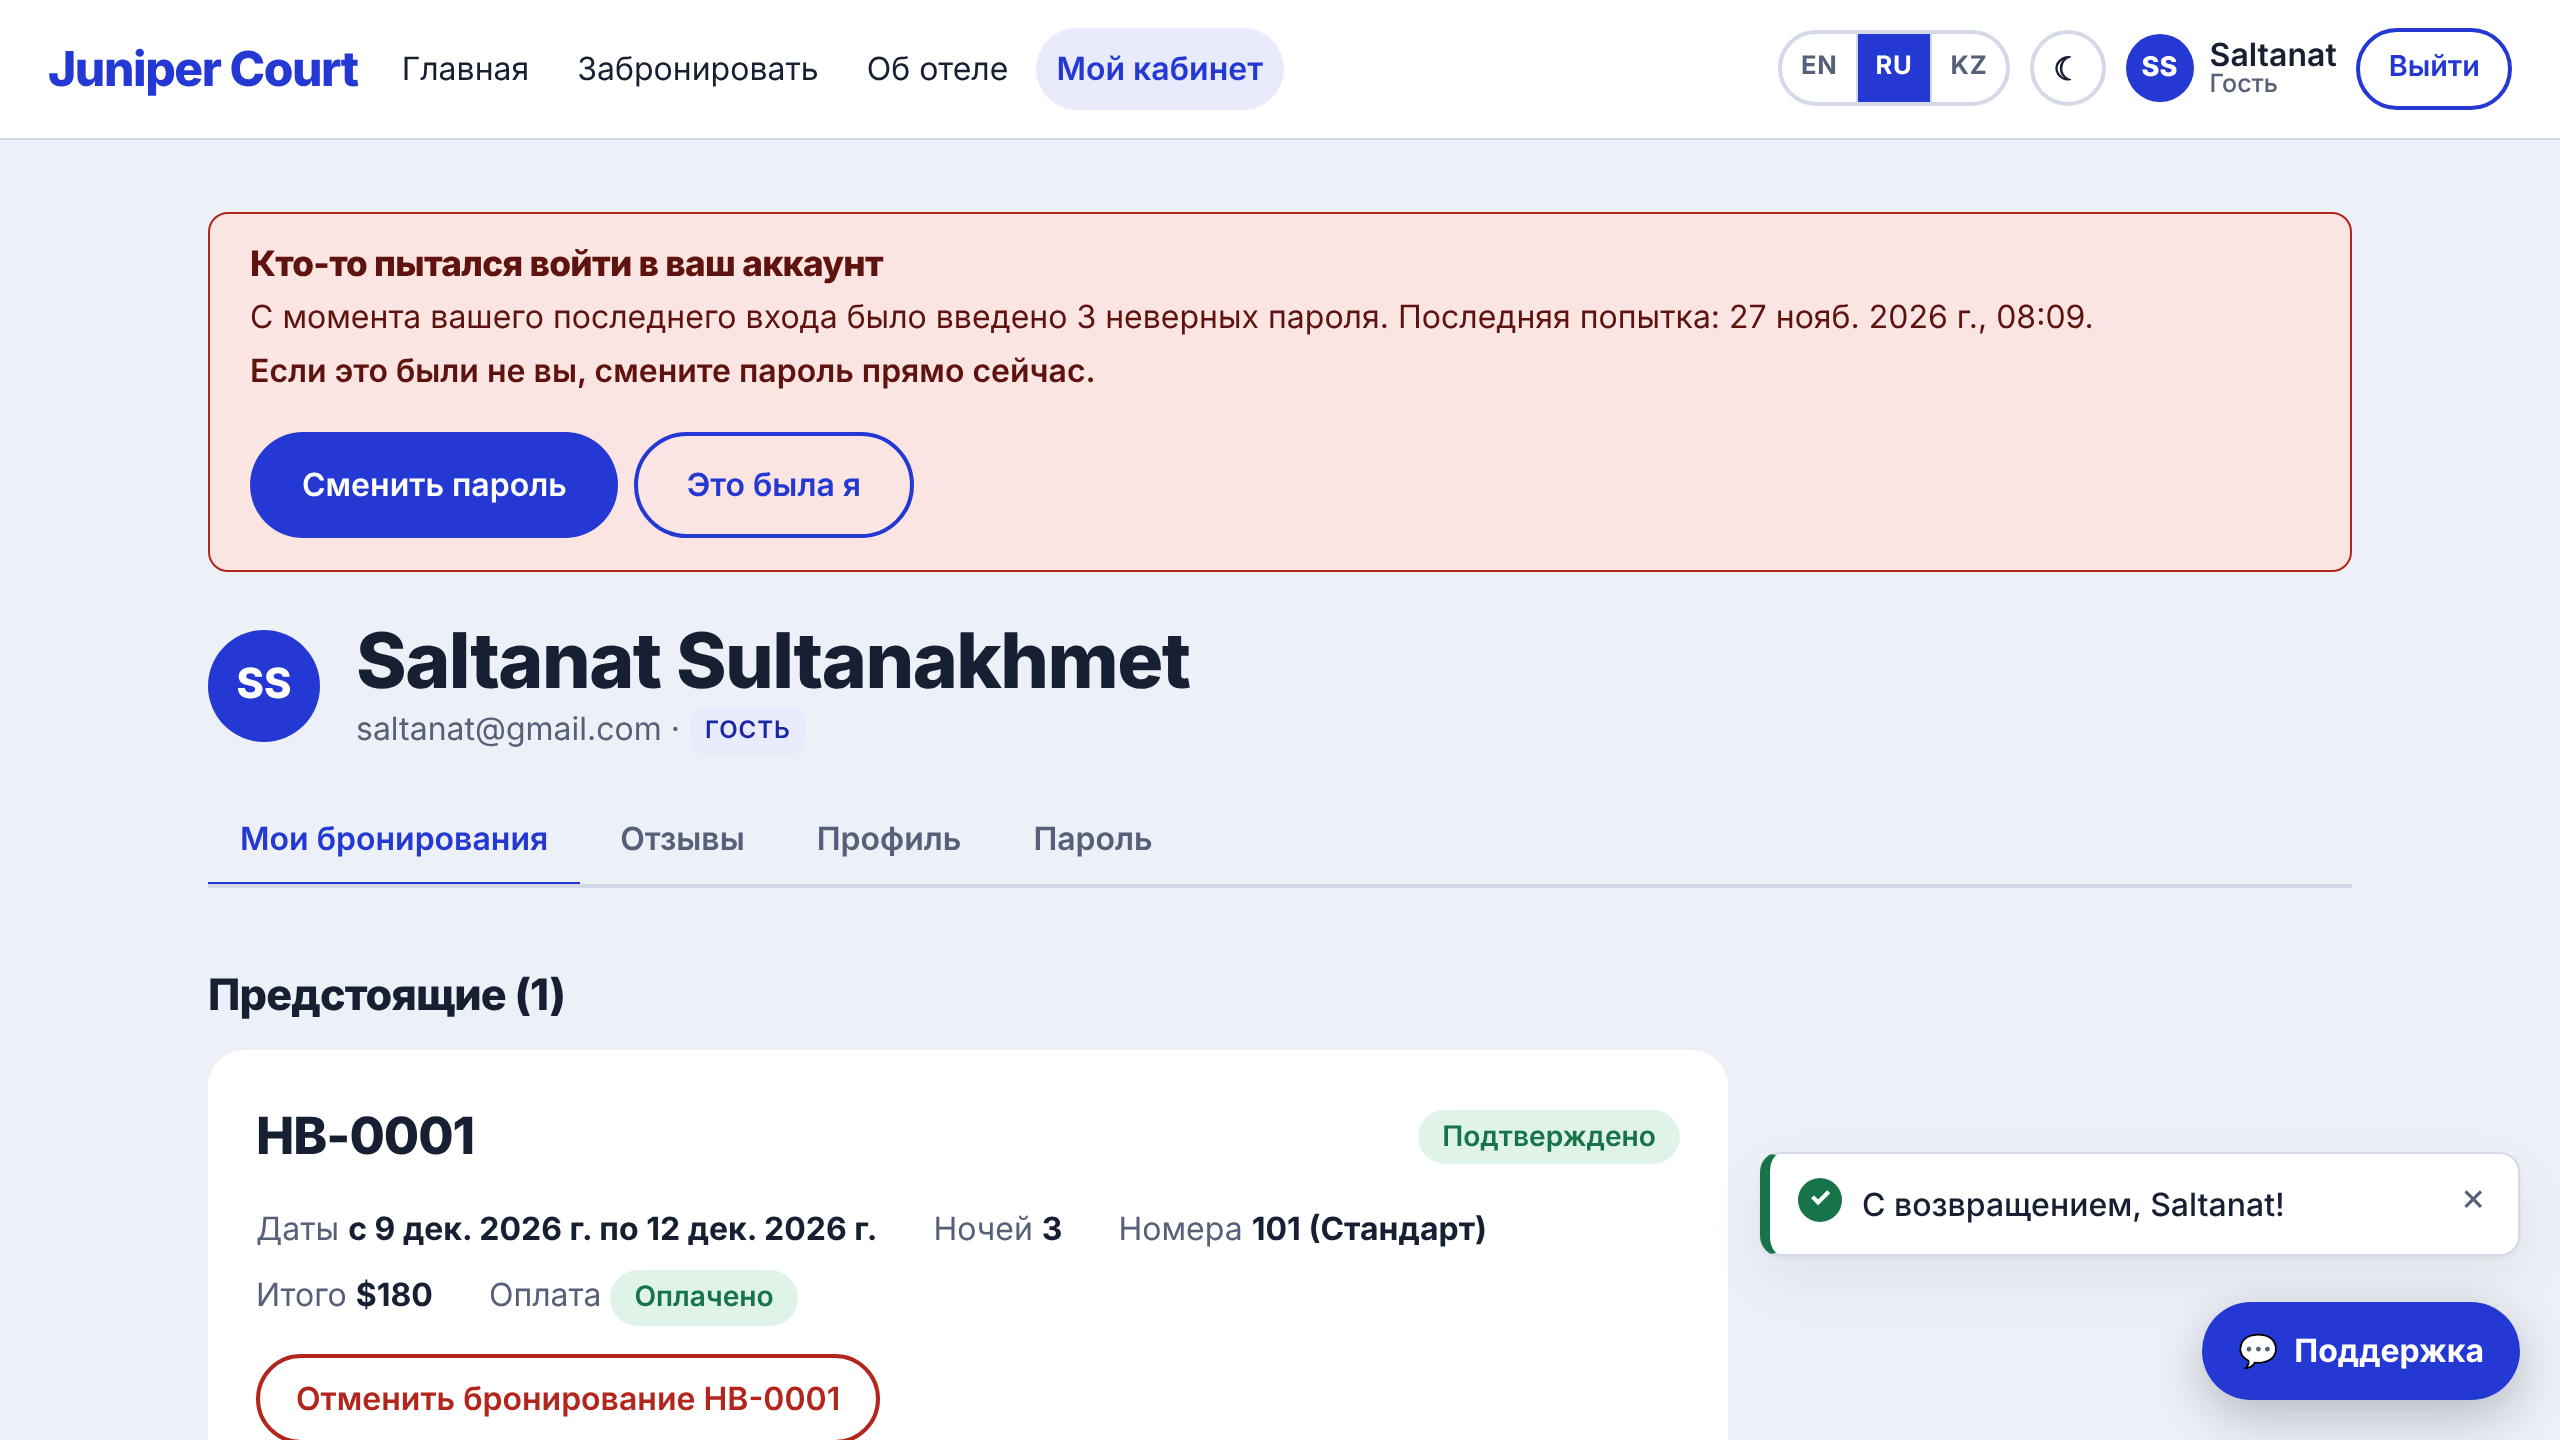 Juniper Court
Главная
Забронировать
Об отеле
Мой кабинет
EN
RU
KZ
SS
Saltanat
Гость
Выйти
Кто-то пытался войти в ваш аккаунт
С момента вашего последнего входа было введено 3 неверных пароля. Последняя попытка: 27 нояб. 2026 г., 08:09.
Если это были не вы, смените пароль прямо сейчас.
Сменить пароль
Это была я
SS
Saltanat Sultanakhmet
saltanat@gmail.com · ГОСТЬ
Мои бронирования
Отзывы
Профиль
Пароль
Предстоящие (1)
HB-0001
Подтверждено
Даты с 9 дек. 2026 г. по 12 дек. 2026 г.
Ночей 3
Номера 101 (Стандарт)
Итого $180
Оплата Оплачено
Отменить бронирование HB-0001
С возвращением, Saltanat!
Поддержка